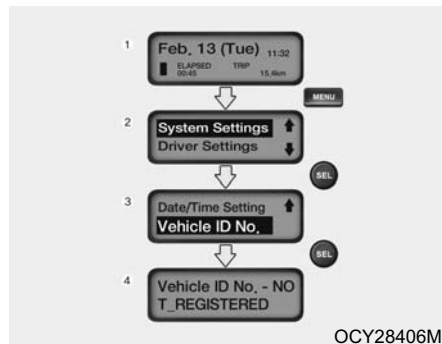 1
Feb. 13 (Tue) 11:32
ELAPSED TRIP
00:45 15,4km
MENU
2
System Settings
Driver Settings
SEL
3
Date/Time Setting
Vehicle ID No.
SEL
4
Vehicle ID No. - NO
T_REGISTERED
OCY28406M